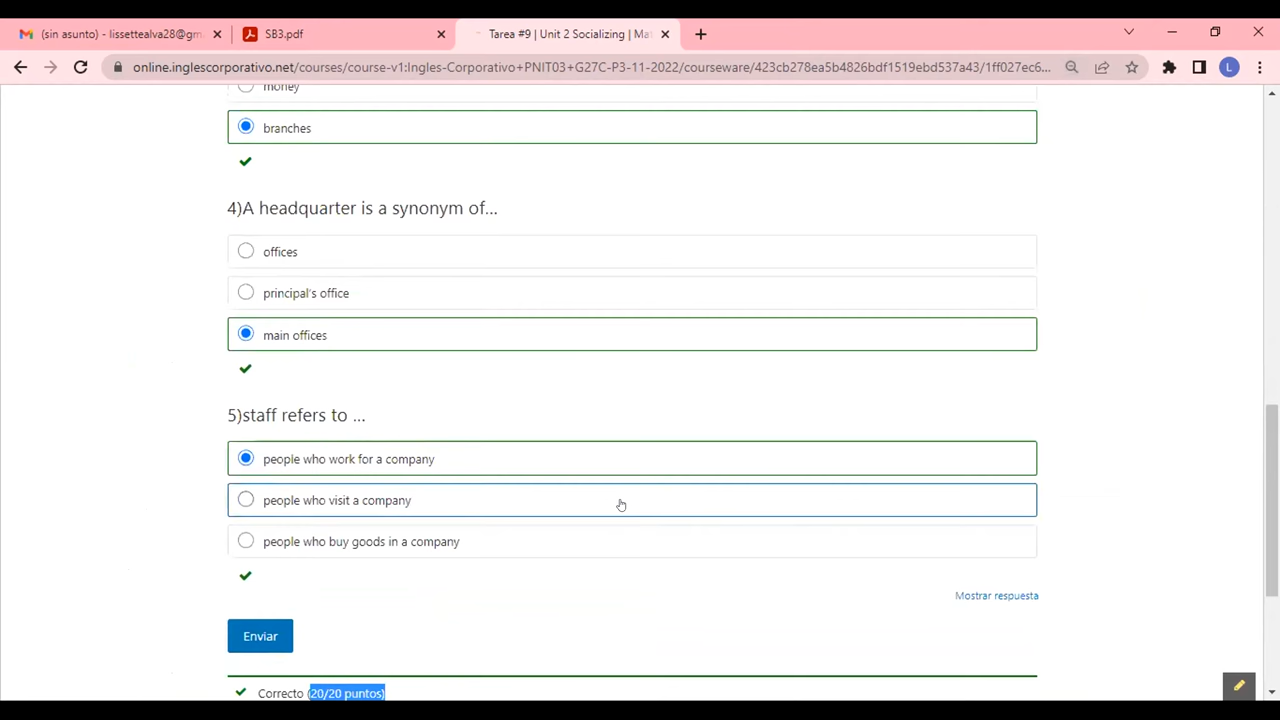 (sin asunto) - lissettealva28@gm
SB3.pdf
Tarea #9 | Unit 2 Socializing | Ma
online.inglescorporativo.net/courses/course-v1:Ingles-Corporativo+PNIT03+G27C-P3-11-2022/courseware/423cb278ea5b4826bdf1519ebd537a43/1ff027ec6...
L
money
branches
4)A headquarter is a synonym of...
offices
principal's office
main offices
5)staff refers to ...
people who work for a company
people who visit a company
people who buy goods in a company
Mostrar respuesta
Enviar
Correcto (20/20 puntos)